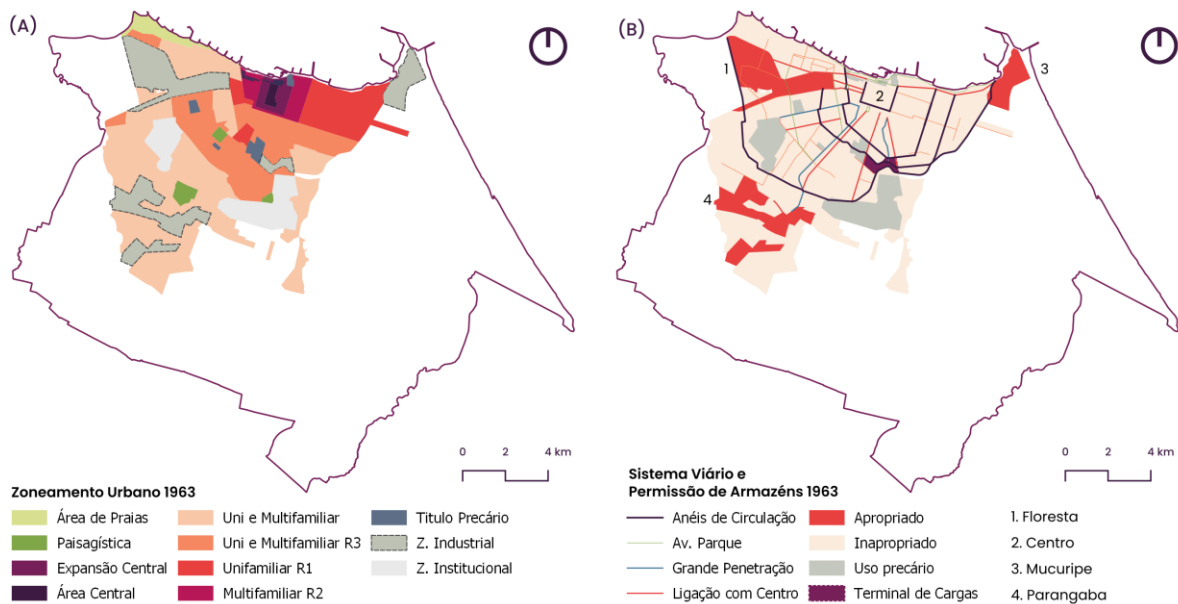 (A)
(B)
1
2
3
4
0 2 4 km
0 2 4 km
Zoneamento Urbano 1963
Área de Praias
Paisagística
Expansão Central
Área Central
Uni e Multifamiliar
Uni e Multifamiliar R3
Unifamiliar R1
Multifamiliar R2
Titulo Precário
Z. Industrial
Z. Institucional
Sistema Viário e
Permissão de Armazéns 1963
Anéis de Circulação
Av. Parque
Grande Penetração
Ligação com Centro
Apropriado
Inapropriado
Uso precário
Terminal de Cargas
1. Floresta
2. Centro
3. Mucuripe
4. Parangaba